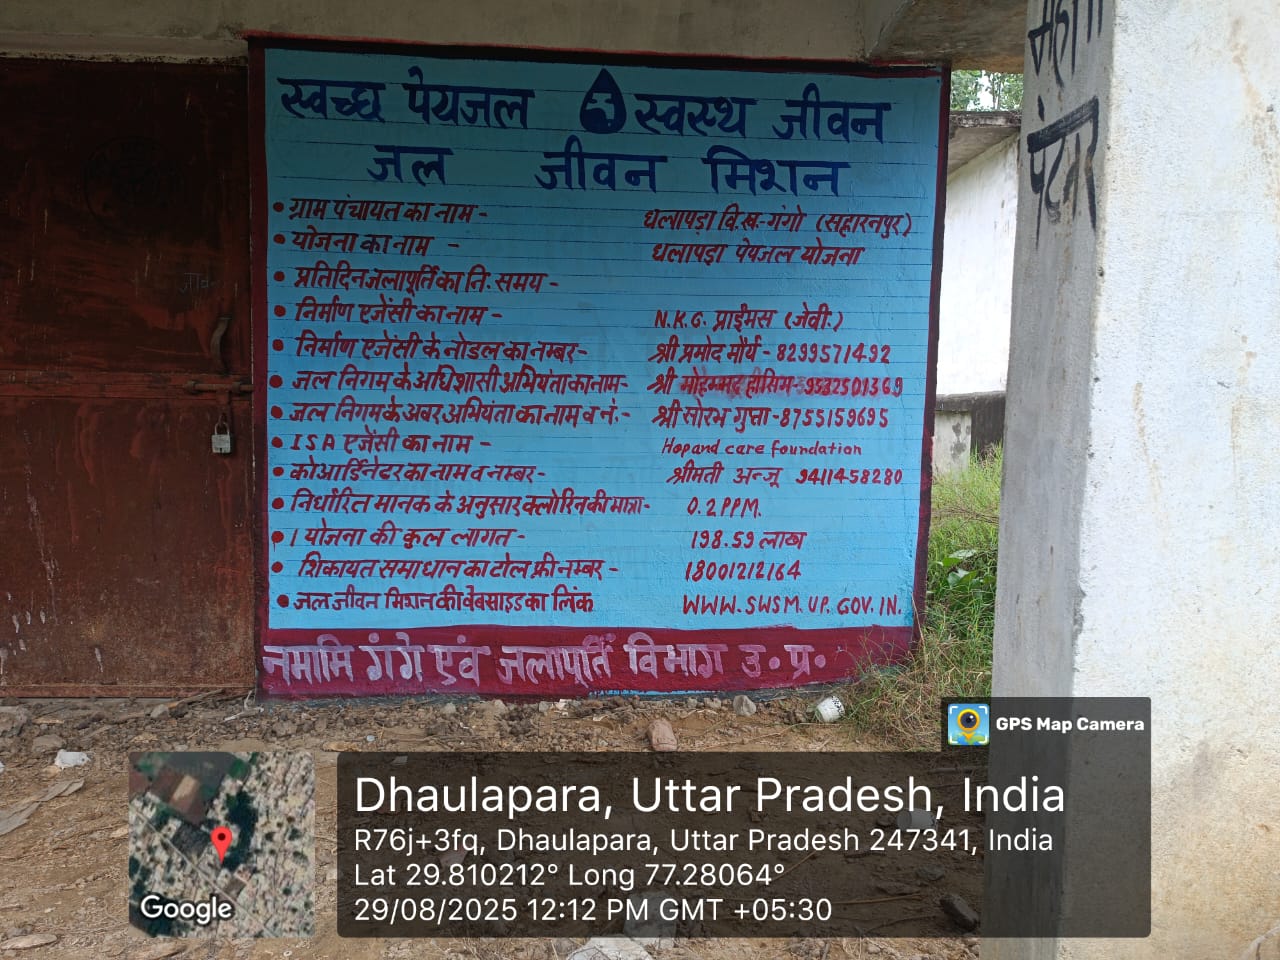 स्वच्छ पेयजल स्वस्थ जीवन
जल जीवन मिशन
• ग्राम पंचायत का नाम - धलापड़ा वि.ख.-गंगो (सहारनपुर)
• योजना का नाम - धलापड़ा पेयजल योजना
• प्रतिदिन जलापूर्ति का नि. समय -
• निर्माण एजेंसी का नाम - N.K.G. प्राईमस (जेवी.)
• निर्माण एजेंसी के नोडल का नम्बर- श्री प्रमोद मौर्य - 8299571492
• जल निगम के अधिशासी अभियंता का नाम- श्री मोहम्मद हासिम-
• जल निगम के अवर अभियंता का नाम व नं.- श्री सोरभ गुप्ता - 8755159695
• ISA एजेंसी का नाम - Hopand care foundation
• कोआर्डिनेटर का नाम व नम्बर- श्रीमती अन्जू 9411458280
• निर्धारित मानक के अनुसार क्लोरिन की मात्रा- 0.2 PPM.
• 1 योजना की कुल लागत - 198.59 लाख
• शिकायत समाधान का टोल फ्री नम्बर - 18001212164
• जल जीवन मिशन की वेबसाइड का लिंक WWW.SWSM.UP.GOV.IN.
नमामि गंगे एवं जलापूर्ति विभाग उ॰ प्र॰
GPS Map Camera
Dhaulapara, Uttar Pradesh, India
R76j+3fq, Dhaulapara, Uttar Pradesh 247341, India
Lat 29.810212° Long 77.28064°
29/08/2025 12:12 PM GMT +05:30
Google